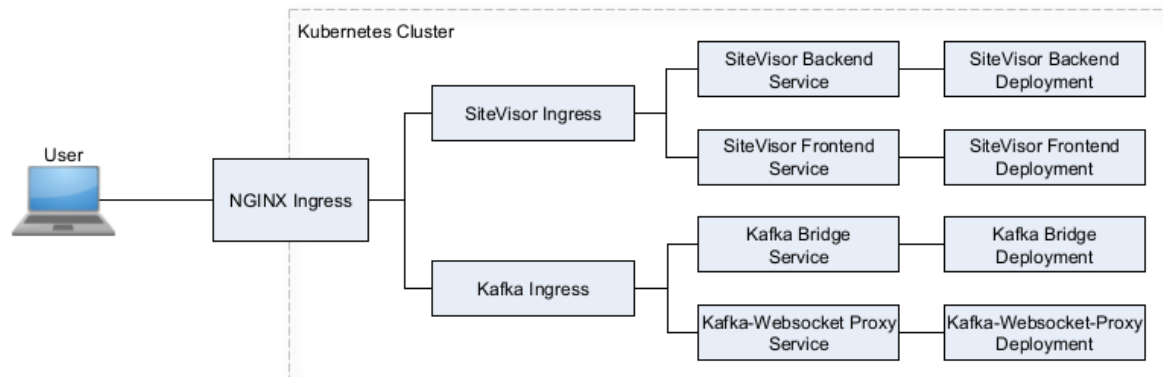 Kubernetes Cluster
User
NGINX Ingress
SiteVisor Ingress
Kafka Ingress
SiteVisor Backend
Service
SiteVisor Backend
Deployment
SiteVisor Frontend
Service
SiteVisor Frontend
Deployment
Kafka Bridge
Service
Kafka Bridge
Deployment
Kafka-Websocket Proxy
Service
Kafka-Websocket-Proxy
Deployment